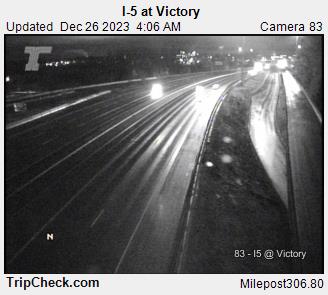 I-5 at Victory
Updated Dec 26 2023 4:06 AM Camera 83
T
N
83 - I5 @ Victory
TripCheck.com Milepost306.80